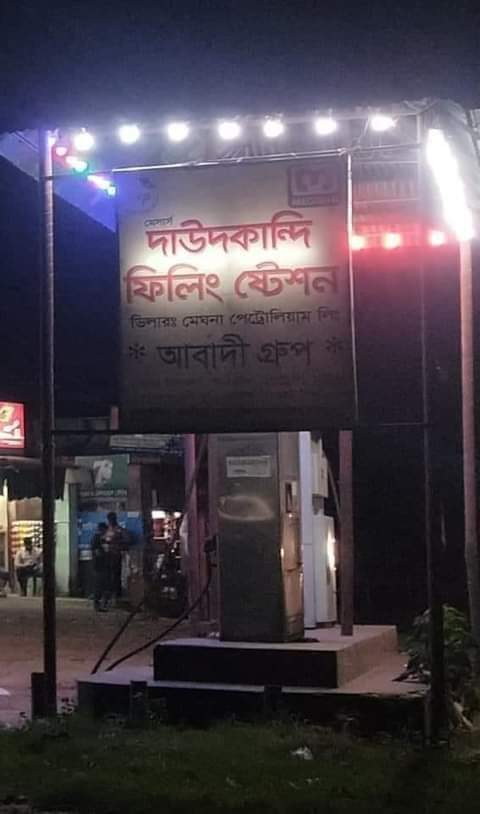 মেসার্স
দাউদকান্দি
ফিলিং ষ্টেশন
ডিলারঃ মেঘনা পেট্রোলিয়াম লিঃ
* আবাদী গ্রুপ *